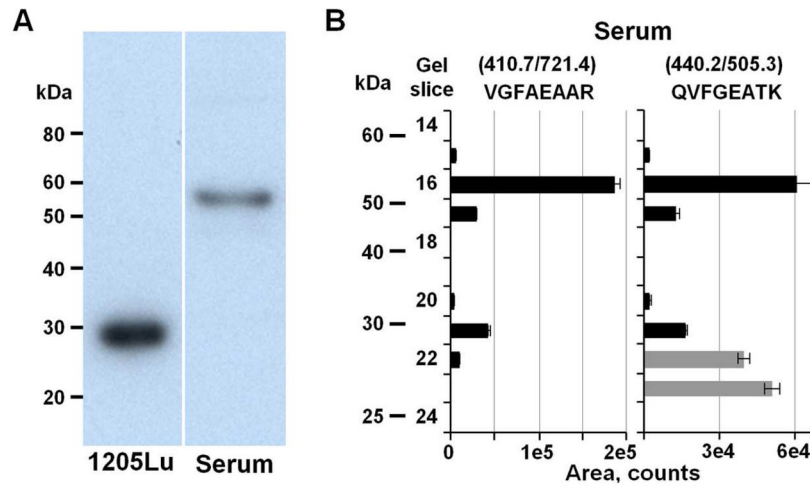 A
kDa
80
60
50
40
30
20
1205Lu Serum
B
Serum
(410.7/721.4) (440.2/505.3)
kDa Gel slice VGFAEAAR QVFGEATK
60
50
40
30
25
14
16
18
20
22
24
0 1e5 2e5 3e4 6e4
Area, counts